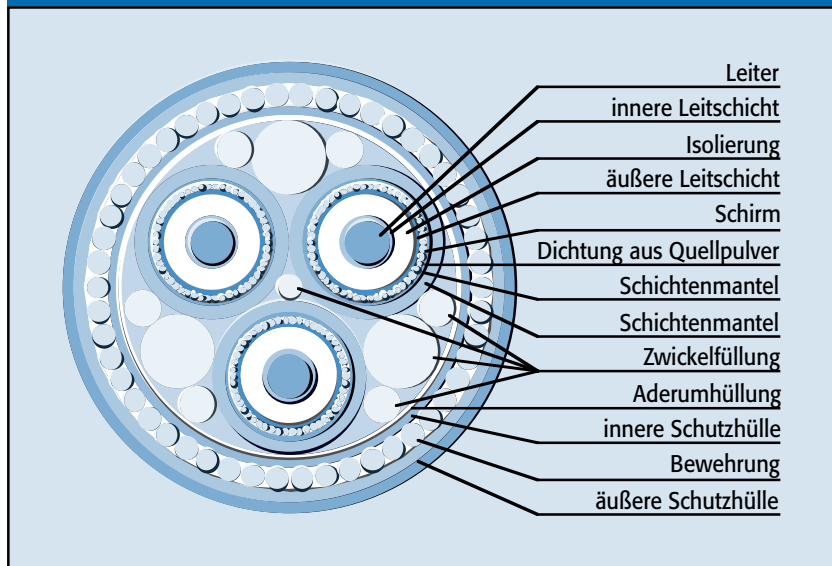 Leiter
innere Leitschicht
Isolierung
äußere Leitschicht
Schirm
Dichtung aus Quellpulver
Schichtenmantel
Schichtenmantel
Zwickelfüllung
Aderumhüllung
innere Schutzhülle
Bewehrung
äußere Schutzhülle